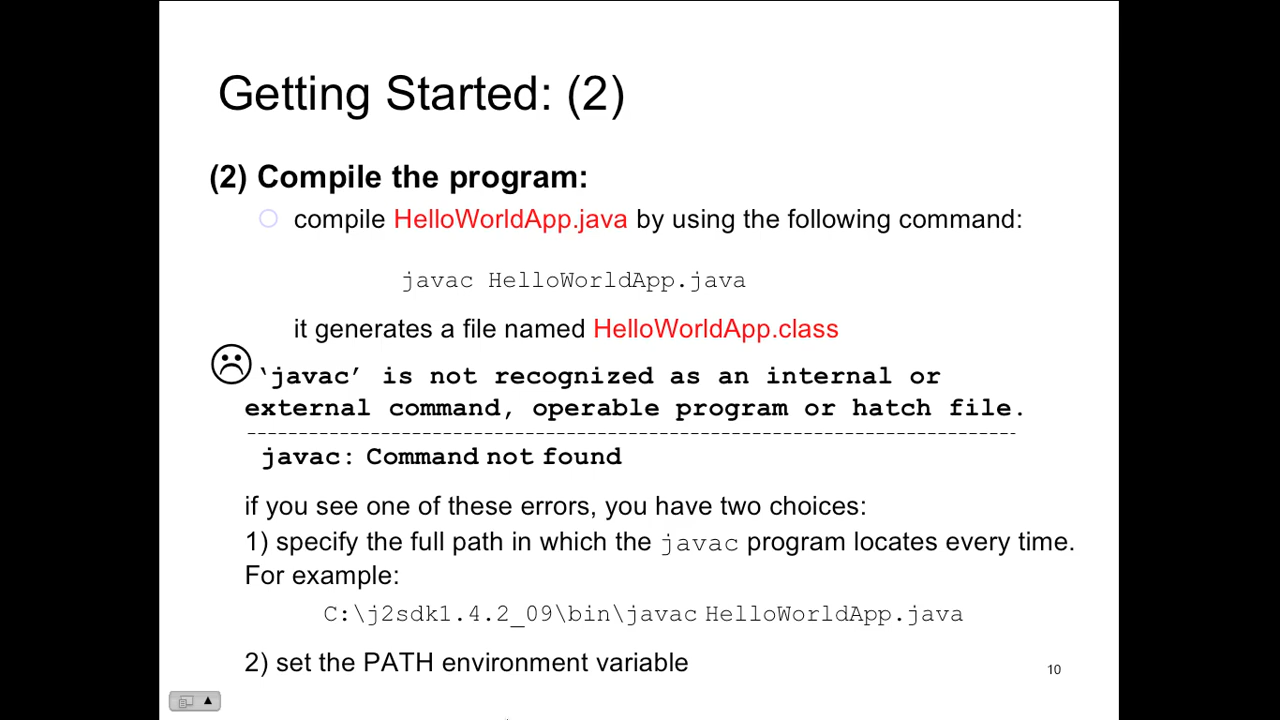 Getting Started: (2)
(2) Compile the program:
compile HelloWorldApp.java by using the following command:
javac HelloWorldApp.java
it generates a file named HelloWorldApp.class
‘javac’ is not recognized as an internal or
external command, operable program or hatch file.
javac: Command not found
if you see one of these errors, you have two choices:
1) specify the full path in which the javac program locates every time.
For example:
C:\j2sdk1.4.2_09\bin\javac HelloWorldApp.java
2) set the PATH environment variable
10